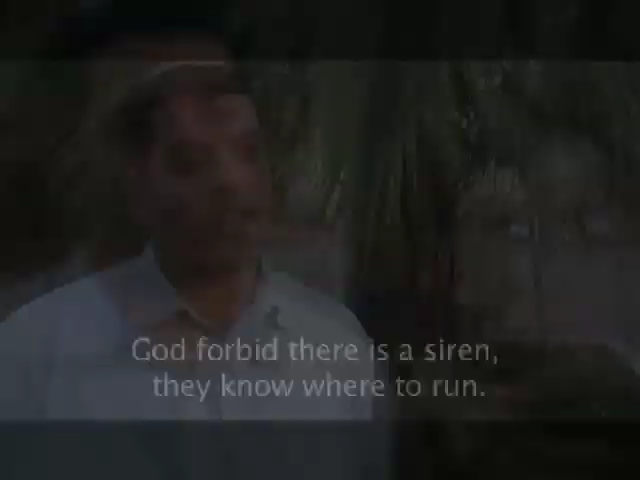 God forbid there is a siren,
they know where to run.